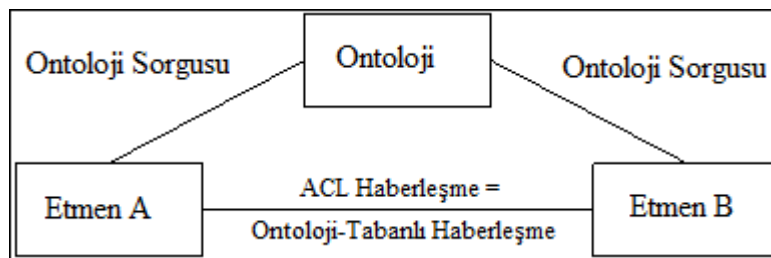 Ontoloji
Ontoloji Sorgusu
Ontoloji Sorgusu
Etmen A
ACL Haberleşme =
Ontoloji-Tabanlı Haberleşme
Etmen B